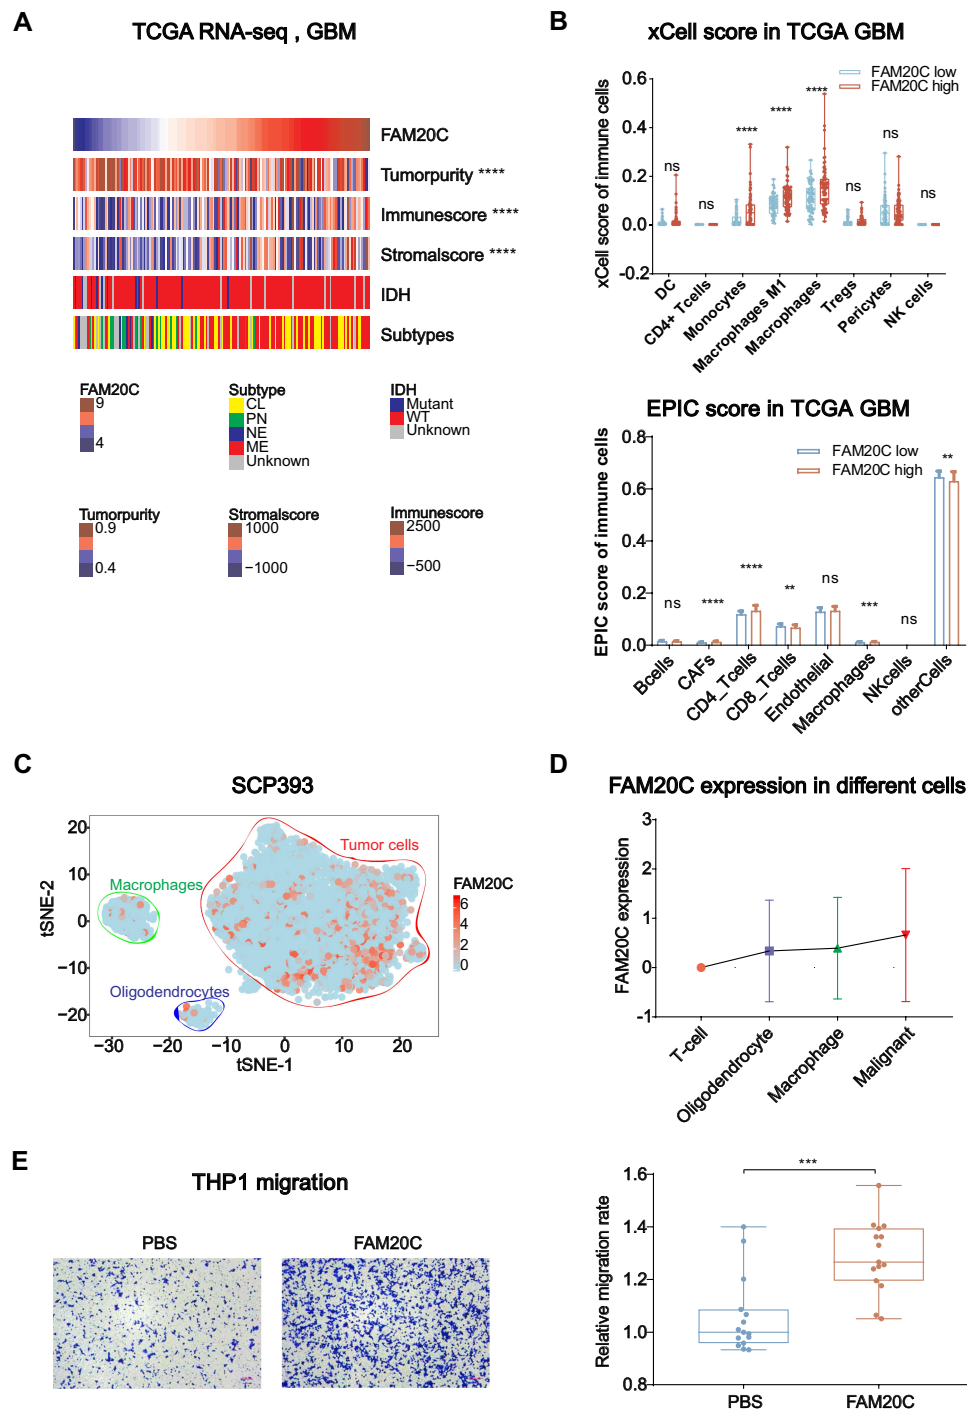 A
TCGA RNA-seq , GBM
FAM20C
Tumorpurity ****
Immunescore ****
Stromalscore ****
IDH
Subtypes
FAM20C
9
4
Subtype
CL
PN
NE
ME
Unknown
IDH
Mutant
WT
Unknown
Tumorpurity
0.9
0.4
Stromalscore
1000
−1000
Immunescore
2500
−500
B
xCell score in TCGA GBM
FAM20C low
FAM20C high
xCell score of immune cells
0.6
0.4
0.2
0.0
-0.2
ns
ns
****
****
****
ns
ns
ns
DC
CD4+ Tcells
Monocytes
Macrophages M1
Macrophages
Tregs
Pericytes
NK cells
EPIC score in TCGA GBM
FAM20C low
FAM20C high
EPIC score of immune cells
0.8
0.6
0.4
0.2
0.0
ns
****
****
**
ns
***
ns
**
Bcells
CAFs
CD4_Tcells
CD8_Tcells
Endothelial
Macrophages
NKcells
otherCells
C
SCP393
tSNE-2
20
10
0
−10
−20
Tumor cells
Macrophages
Oligodendrocytes
−30
−20
−10
0
10
20
tSNE-1
FAM20C
6
4
2
0
D
FAM20C expression in different cells
FAM20C expression
3
2
1
0
-1
T-cell
Oligodendrocyte
Macrophage
Malignant
E
THP1 migration
PBS
FAM20C
Relative migration rate
1.6
1.4
1.2
1.0
0.8
***
PBS
FAM20C